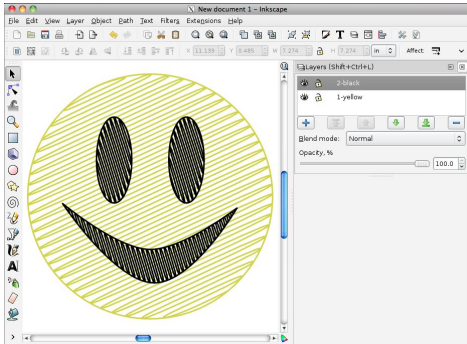 New document 1 – Inkscape
File Edit View Layer Object Path Text Filters Extensions Help
X 11.139 Y 0.485 W 7.274 H 7.274 in Affect:
Layers (Shift+Ctrl+L)
2-black
1-yellow
Blend mode: Normal
Opacity, %
100.0